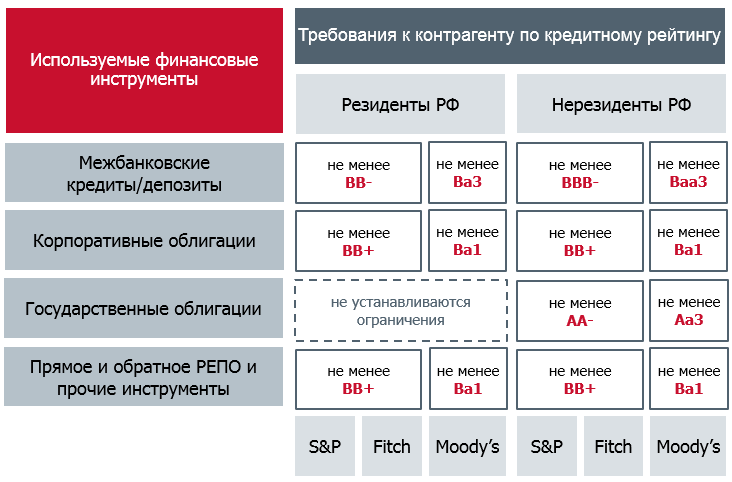 Используемые финансовые
инструменты
Требования к контрагенту по кредитному рейтингу
Резиденты РФ
Нерезиденты РФ
Межбанковские
кредиты/депозиты
не менее
BB-
не менее
Ba3
не менее
BBB-
не менее
Baa3
Корпоративные облигации
не менее
BB+
не менее
Ba1
не менее
BB+
не менее
Ba1
Государственные облигации
не устанавливаются
ограничения
не менее
AA-
не менее
Aa3
Прямое и обратное РЕПО и
прочие инструменты
не менее
BB+
не менее
Ba1
не менее
BB+
не менее
Ba1
S&P
Fitch
Moody’s
S&P
Fitch
Moody’s